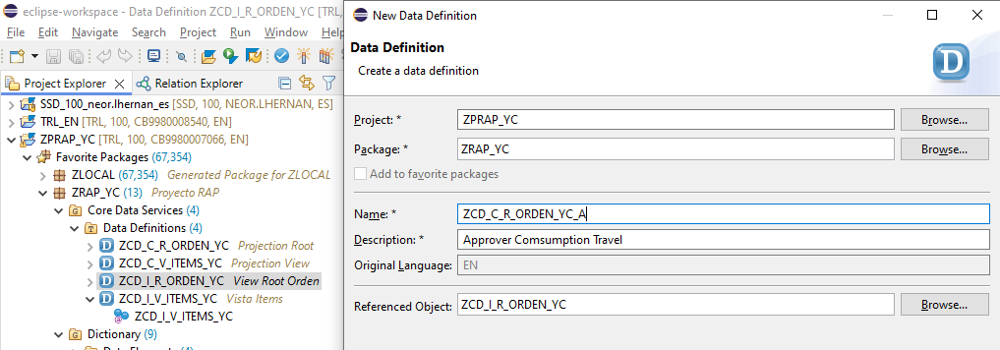 eclipse-workspace - Data Definition ZCD_I_R_ORDEN_YC [TRL,
File Edit Navigate Search Project Run Window Help
Project Explorer Relation Explorer
SSD_100_neor.lhernan_es [SSD, 100, NEOR.LHERNAN, ES]
TRL_EN [TRL, 100, CB9980008540, EN]
ZPRAP_YC [TRL, 100, CB9980007066, EN]
Favorite Packages (67,354)
ZLOCAL (67,354) Generated Package for ZLOCAL
ZRAP_YC (13) Proyecto RAP
Core Data Services (4)
Data Definitions (4)
ZCD_C_R_ORDEN_YC Projection Root
ZCD_C_V_ITEMS_YC Projection View
ZCD_I_R_ORDEN_YC View Root Orden
ZCD_I_V_ITEMS_YC Vista Items
ZCD_I_V_ITEMS_YC
Dictionary (9)
New Data Definition
Data Definition
Create a data definition
D
Project: * ZPRAP_YC Browse...
Package: * ZRAP_YC Browse...
Add to favorite packages
Name: * ZCD_C_R_ORDEN_YC_A
Description: * Approver Comsumption Travel
Original Language: EN
Referenced Object: ZCD_I_R_ORDEN_YC Browse...